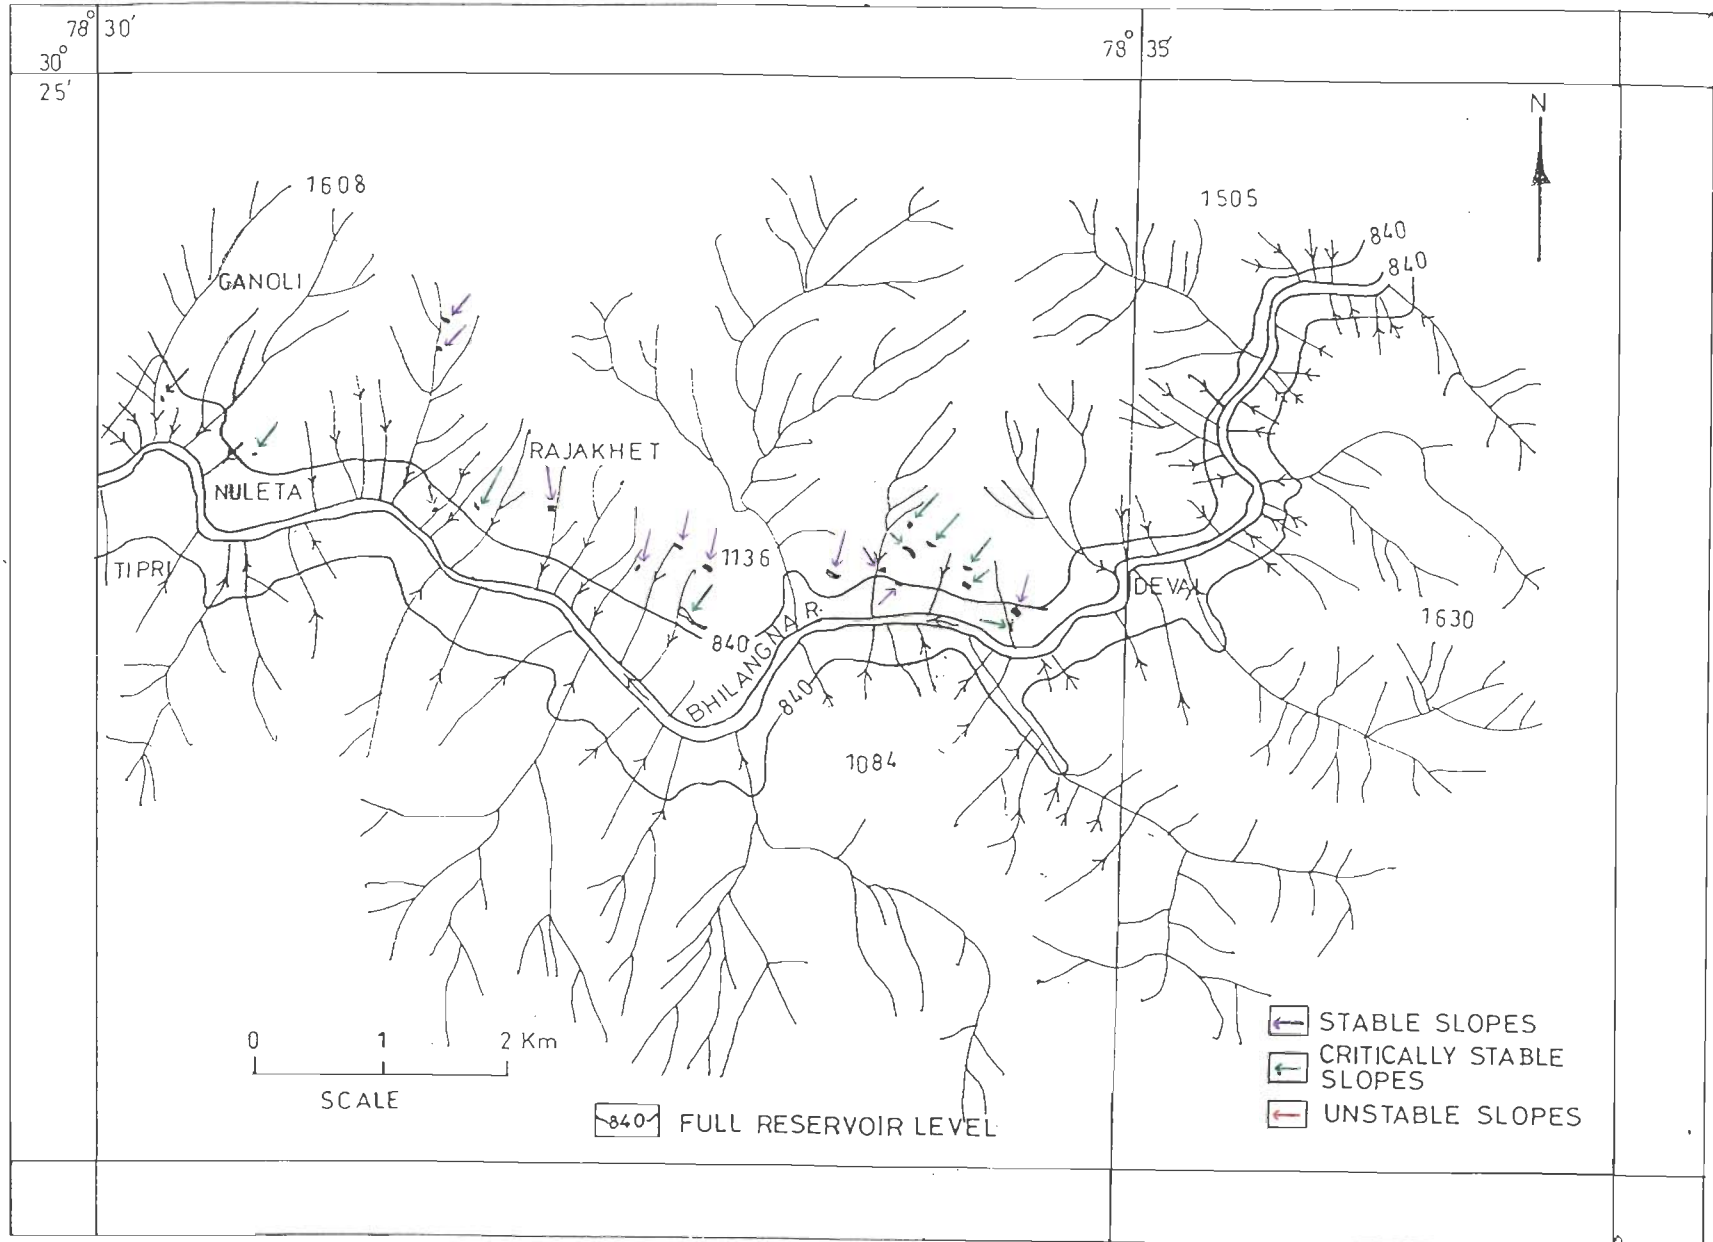 78° 30′
78° 35′
30°
25′
N
1608
1505
840
840
GANOLI
RAJAKHET
NULETA
TIPRI
1136
DEVAL
840
BHILANGNA R.
840
1630
1084
0 1 2 Km
SCALE
840 FULL RESERVOIR LEVEL
STABLE SLOPES
CRITICALLY STABLE
SLOPES
UNSTABLE SLOPES